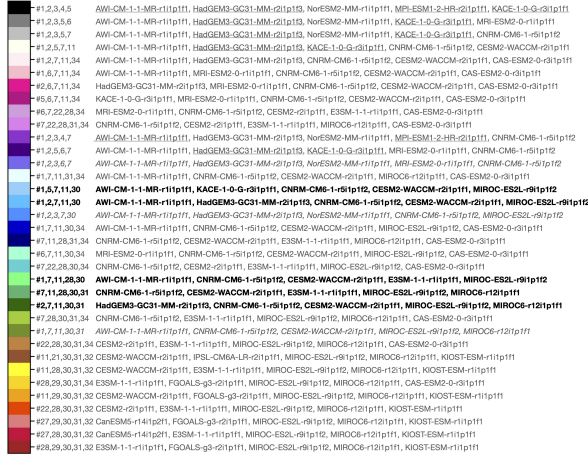 #1,2,3,4,5 AWI-CM-1-1-MR-r1i1p1f1, HadGEM3-GC31-MM-r2i1p1f3, NorESM2-MM-r1i1p1f1, MPI-ESM1-2-HR-r2i1p1f1, KACE-1-0-G-r3i1p1f1
#1,2,3,5,6 AWI-CM-1-1-MR-r1i1p1f1, HadGEM3-GC31-MM-r2i1p1f3, NorESM2-MM-r1i1p1f1, KACE-1-0-G-r3i1p1f1, MRI-ESM2-0-r1i1p1f1
#1,2,3,5,7 AWI-CM-1-1-MR-r1i1p1f1, HadGEM3-GC31-MM-r2i1p1f3, NorESM2-MM-r1i1p1f1, KACE-1-0-G-r3i1p1f1, CNRM-CM6-1-r5i1p1f2
#1,2,5,7,11 AWI-CM-1-1-MR-r1i1p1f1, HadGEM3-GC31-MM-r2i1p1f3, KACE-1-0-G-r3i1p1f1, CNRM-CM6-1-r5i1p1f2, CESM2-WACCM-r2i1p1f1
#1,2,7,11,34 AWI-CM-1-1-MR-r1i1p1f1, HadGEM3-GC31-MM-r2i1p1f3, CNRM-CM6-1-r5i1p1f2, CESM2-WACCM-r2i1p1f1, CAS-ESM2-0-r3i1p1f1
#1,6,7,11,34 AWI-CM-1-1-MR-r1i1p1f1, MRI-ESM2-0-r1i1p1f1, CNRM-CM6-1-r5i1p1f2, CESM2-WACCM-r2i1p1f1, CAS-ESM2-0-r3i1p1f1
#2,6,7,11,34 HadGEM3-GC31-MM-r2i1p1f3, MRI-ESM2-0-r1i1p1f1, CNRM-CM6-1-r5i1p1f2, CESM2-WACCM-r2i1p1f1, CAS-ESM2-0-r3i1p1f1
#5,6,7,11,34 KACE-1-0-G-r3i1p1f1, MRI-ESM2-0-r1i1p1f1, CNRM-CM6-1-r5i1p1f2, CESM2-WACCM-r2i1p1f1, CAS-ESM2-0-r3i1p1f1
#6,7,22,28,34 MRI-ESM2-0-r1i1p1f1, CNRM-CM6-1-r5i1p1f2, CESM2-r2i1p1f1, E3SM-1-1-r1i1p1f1, CAS-ESM2-0-r3i1p1f1
#7,22,28,31,34 CNRM-CM6-1-r5i1p1f2, CESM2-r2i1p1f1, E3SM-1-1-r1i1p1f1, MIROC6-r12i1p1f1, CAS-ESM2-0-r3i1p1f1
#1,2,3,4,7 AWI-CM-1-1-MR-r1i1p1f1, HadGEM3-GC31-MM-r2i1p1f3, NorESM2-MM-r1i1p1f1, MPI-ESM1-2-HR-r2i1p1f1, CNRM-CM6-1-r5i1p1f2
#1,2,5,6,7 AWI-CM-1-1-MR-r1i1p1f1, HadGEM3-GC31-MM-r2i1p1f3, KACE-1-0-G-r3i1p1f1, MRI-ESM2-0-r1i1p1f1, CNRM-CM6-1-r5i1p1f2
#1,2,3,6,7 AWI-CM-1-1-MR-r1i1p1f1, HadGEM3-GC31-MM-r2i1p1f3, NorESM2-MM-r1i1p1f1, MRI-ESM2-0-r1i1p1f1, CNRM-CM6-1-r5i1p1f2
#1,7,11,31,34 AWI-CM-1-1-MR-r1i1p1f1, CNRM-CM6-1-r5i1p1f2, CESM2-WACCM-r2i1p1f1, MIROC6-r12i1p1f1, CAS-ESM2-0-r3i1p1f1
#1,5,7,11,30 AWI-CM-1-1-MR-r1i1p1f1, KACE-1-0-G-r3i1p1f1, CNRM-CM6-1-r5i1p1f2, CESM2-WACCM-r2i1p1f1, MIROC-ES2L-r9i1p1f2
#1,2,7,11,30 AWI-CM-1-1-MR-r1i1p1f1, HadGEM3-GC31-MM-r2i1p1f3, CNRM-CM6-1-r5i1p1f2, CESM2-WACCM-r2i1p1f1, MIROC-ES2L-r9i1p1f2
#1,2,3,7,30 AWI-CM-1-1-MR-r1i1p1f1, HadGEM3-GC31-MM-r2i1p1f3, NorESM2-MM-r1i1p1f1, CNRM-CM6-1-r5i1p1f2, MIROC-ES2L-r9i1p1f2
#1,7,11,30,34 AWI-CM-1-1-MR-r1i1p1f1, CNRM-CM6-1-r5i1p1f2, CESM2-WACCM-r2i1p1f1, MIROC-ES2L-r9i1p1f2, CAS-ESM2-0-r3i1p1f1
#7,11,28,31,34 CNRM-CM6-1-r5i1p1f2, CESM2-WACCM-r2i1p1f1, E3SM-1-1-r1i1p1f1, MIROC6-r12i1p1f1, CAS-ESM2-0-r3i1p1f1
#6,7,11,30,34 MRI-ESM2-0-r1i1p1f1, CNRM-CM6-1-r5i1p1f2, CESM2-WACCM-r2i1p1f1, MIROC-ES2L-r9i1p1f2, CAS-ESM2-0-r3i1p1f1
#7,22,28,30,34 CNRM-CM6-1-r5i1p1f2, CESM2-r2i1p1f1, E3SM-1-1-r1i1p1f1, MIROC-ES2L-r9i1p1f2, CAS-ESM2-0-r3i1p1f1
#1,7,11,28,30 AWI-CM-1-1-MR-r1i1p1f1, CNRM-CM6-1-r5i1p1f2, CESM2-WACCM-r2i1p1f1, E3SM-1-1-r1i1p1f1, MIROC-ES2L-r9i1p1f2
#7,11,28,30,31 CNRM-CM6-1-r5i1p1f2, CESM2-WACCM-r2i1p1f1, E3SM-1-1-r1i1p1f1, MIROC-ES2L-r9i1p1f2, MIROC6-r12i1p1f1
#2,7,11,30,31 HadGEM3-GC31-MM-r2i1p1f3, CNRM-CM6-1-r5i1p1f2, CESM2-WACCM-r2i1p1f1, MIROC-ES2L-r9i1p1f2, MIROC6-r12i1p1f1
#7,28,30,31,34 CNRM-CM6-1-r5i1p1f2, E3SM-1-1-r1i1p1f1, MIROC-ES2L-r9i1p1f2, MIROC6-r12i1p1f1, CAS-ESM2-0-r3i1p1f1
#1,7,11,30,31 AWI-CM-1-1-MR-r1i1p1f1, CNRM-CM6-1-r5i1p1f2, CESM2-WACCM-r2i1p1f1, MIROC-ES2L-r9i1p1f2, MIROC6-r12i1p1f1
#22,28,30,31,34 CESM2-r2i1p1f1, E3SM-1-1-r1i1p1f1, MIROC-ES2L-r9i1p1f2, MIROC6-r12i1p1f1, CAS-ESM2-0-r3i1p1f1
#11,21,30,31,32 CESM2-WACCM-r2i1p1f1, IPSL-CM6A-LR-r2i1p1f1, MIROC-ES2L-r9i1p1f2, MIROC6-r12i1p1f1, KIOST-ESM-r1i1p1f1
#11,28,30,31,32 CESM2-WACCM-r2i1p1f1, E3SM-1-1-r1i1p1f1, MIROC-ES2L-r9i1p1f2, MIROC6-r12i1p1f1, KIOST-ESM-r1i1p1f1
#28,29,30,31,34 E3SM-1-1-r1i1p1f1, FGOALS-g3-r2i1p1f1, MIROC-ES2L-r9i1p1f2, MIROC6-r12i1p1f1, CAS-ESM2-0-r3i1p1f1
#11,29,30,31,32 CESM2-WACCM-r2i1p1f1, FGOALS-g3-r2i1p1f1, MIROC-ES2L-r9i1p1f2, MIROC6-r12i1p1f1, KIOST-ESM-r1i1p1f1
#22,28,30,31,32 CESM2-r2i1p1f1, E3SM-1-1-r1i1p1f1, MIROC-ES2L-r9i1p1f2, MIROC6-r12i1p1f1, KIOST-ESM-r1i1p1f1
#27,29,30,31,32 CanESM5-r14i1p2f1, FGOALS-g3-r2i1p1f1, MIROC-ES2L-r9i1p1f2, MIROC6-r12i1p1f1, KIOST-ESM-r1i1p1f1
#27,28,30,31,32 CanESM5-r14i1p2f1, E3SM-1-1-r1i1p1f1, MIROC-ES2L-r9i1p1f2, MIROC6-r12i1p1f1, KIOST-ESM-r1i1p1f1
#28,29,30,31,32 E3SM-1-1-r1i1p1f1, FGOALS-g3-r2i1p1f1, MIROC-ES2L-r9i1p1f2, MIROC6-r12i1p1f1, KIOST-ESM-r1i1p1f1